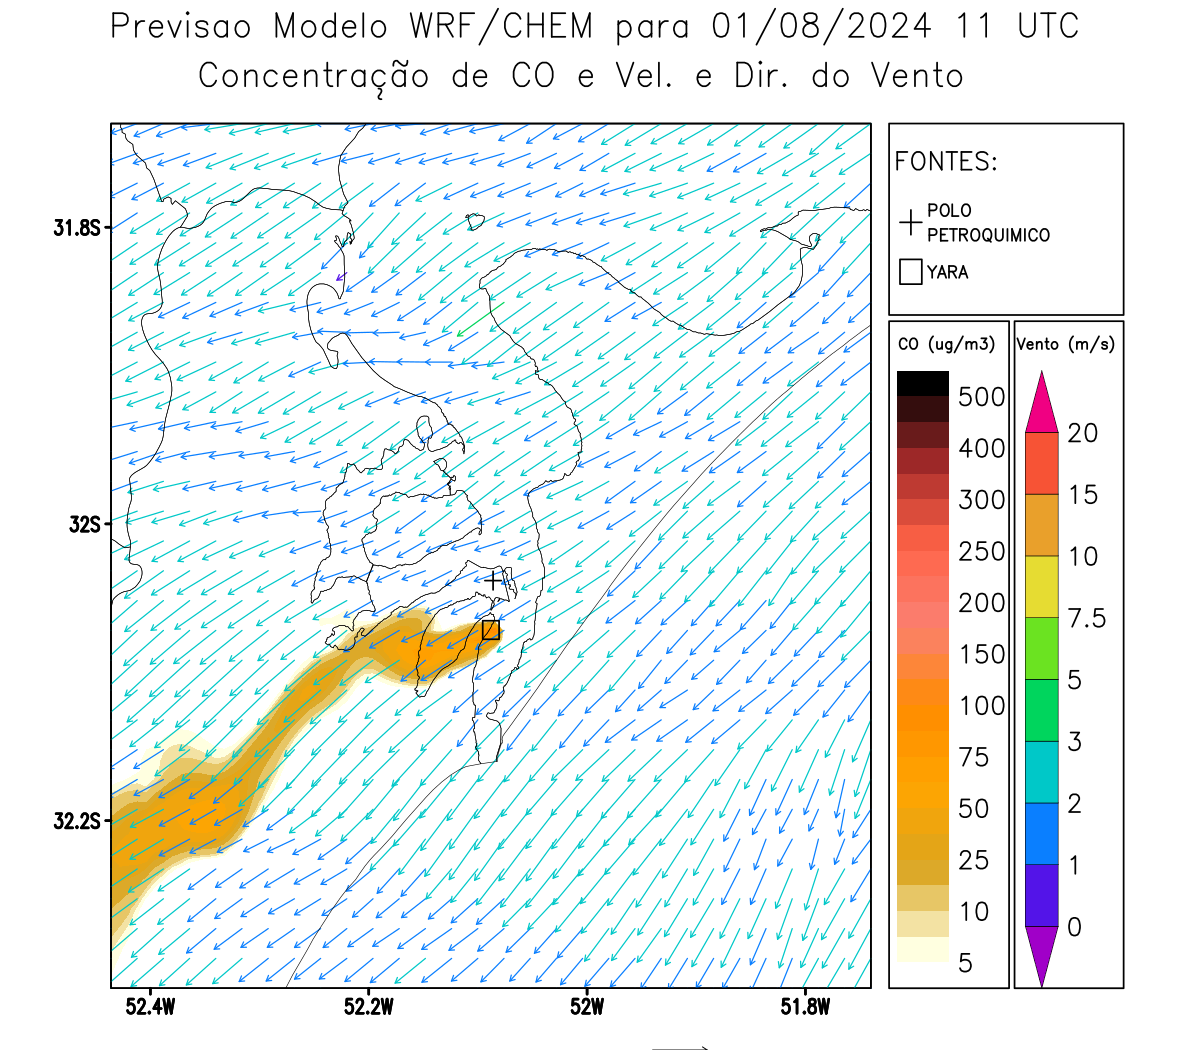 Previsao Modelo WRF/CHEM para 01/08/2024 11 UTC
Concentração de CO e Vel. e Dir. do Vento
FONTES:
POLO
PETROQUIMICO
YARA
CO (ug/m3)
500
400
300
250
200
150
100
75
50
25
10
5
Vento (m/s)
20
15
10
7.5
5
3
2
1
0
31.8S
32S
32.2S
52.4W
52.2W
52W
51.8W